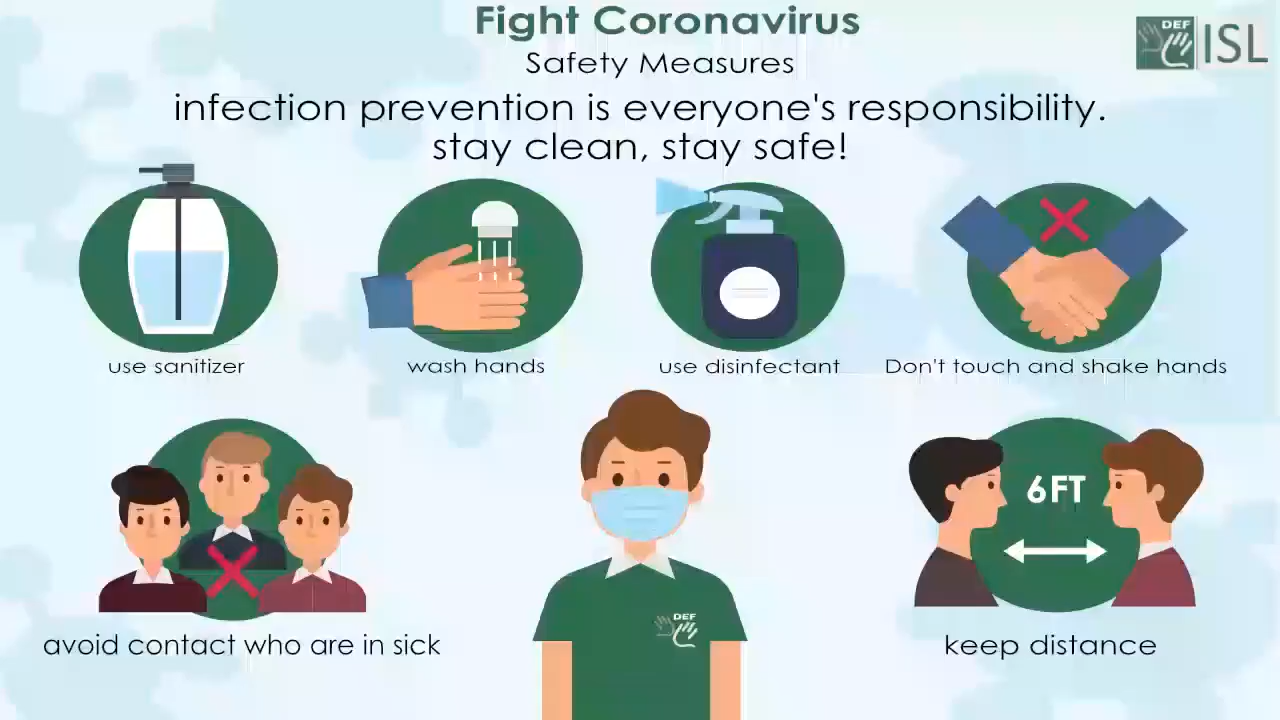 Fight Coronavirus
DEF
ISL
Safety Measures
infection prevention is everyone's responsibility.
stay clean, stay safe!
use sanitizer
wash hands
use disinfectant
Don't touch and shake hands
6FT
DEF
avoid contact who are in sick
keep distance